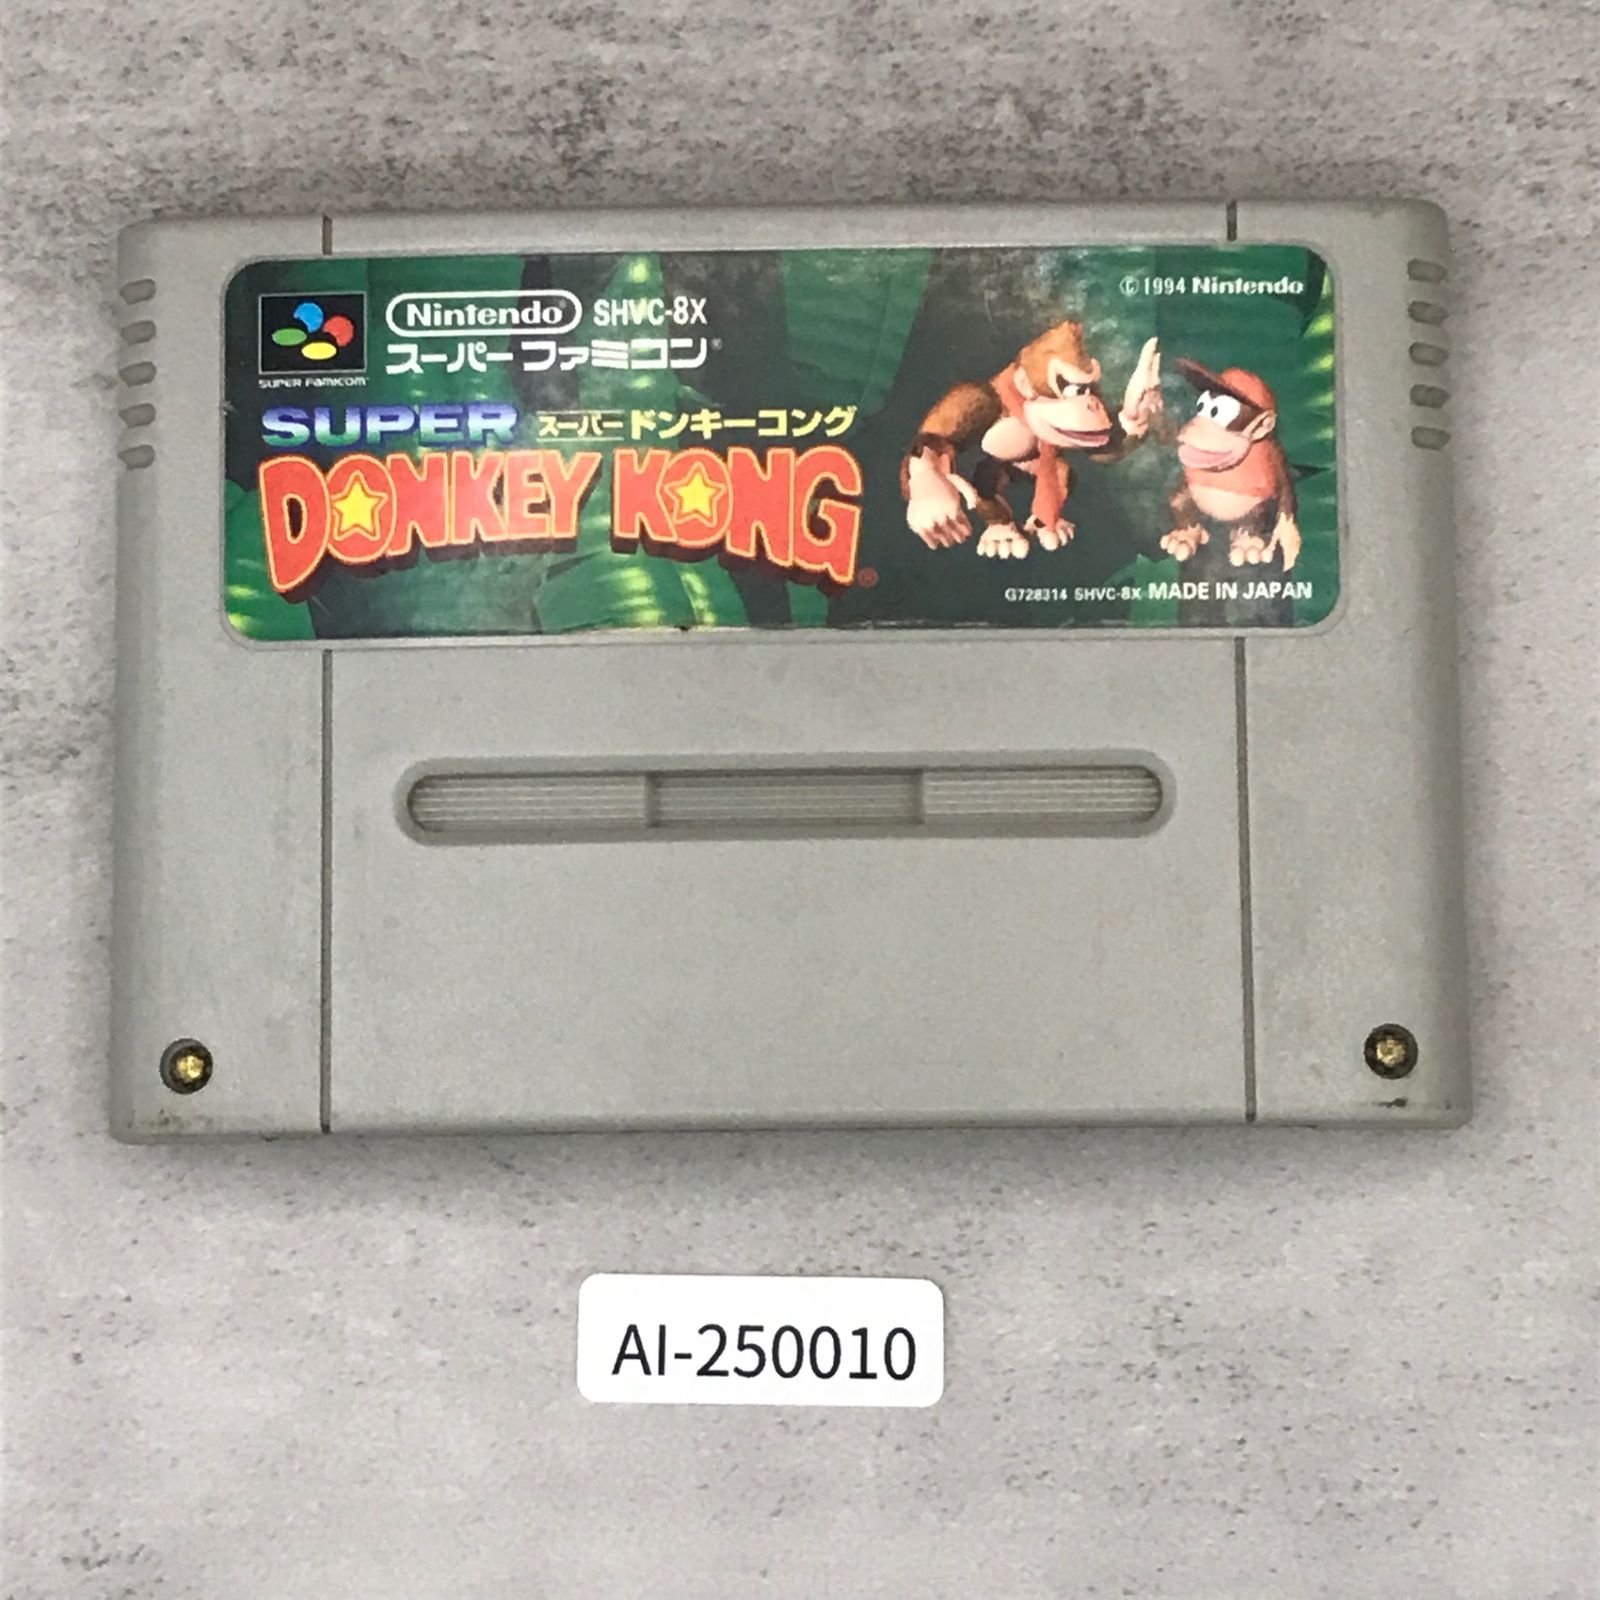 Nintendo® SHVC-8X
スーパーファミコン®
SUPER FAMICOM
©1994 Nintendo
SUPER スーパードンキーコング
DONKEY KONG®
G728314 SHVC-8X MADE IN JAPAN
AI-250010